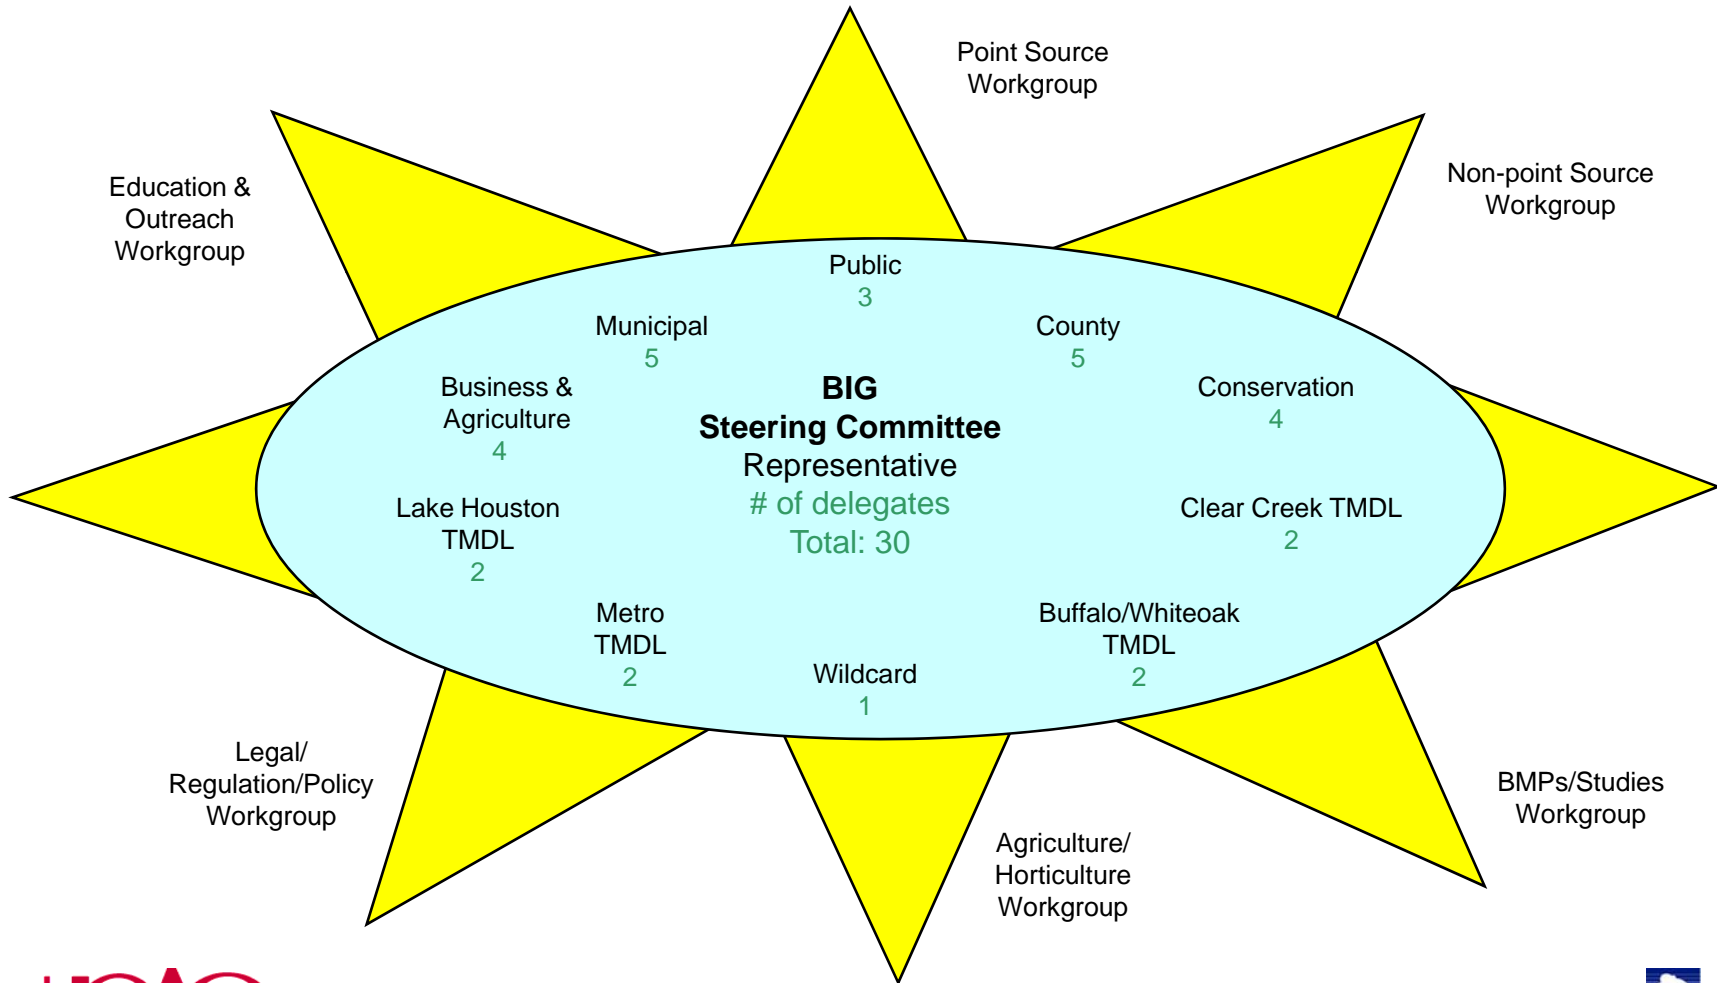 Point Source
Workgroup
Education &
Outreach
Workgroup
Non-point Source
Workgroup
Public
3
Municipal
5
County
5
Business &
Agriculture
4
BIG
Steering Committee
Representative
# of delegates
Total: 30
Conservation
4
Lake Houston
TMDL
2
Clear Creek TMDL
2
Metro
TMDL
2
Wildcard
1
Buffalo/Whiteoak
TMDL
2
Legal/
Regulation/Policy
Workgroup
Agriculture/
Horticulture
Workgroup
BMPs/Studies
Workgroup